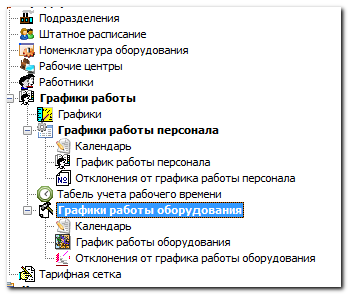 Подразделения
Штатное расписание
Номенклатура оборудования
Рабочие центры
Работники
Графики работы
Графики
Графики работы персонала
Календарь
График работы персонала
Отклонения от графика работы персонала
Табель учета рабочего времени
Графики работы оборудования
Календарь
График работы оборудования
Отклонения от графика работы оборудования
Тарифная сетка